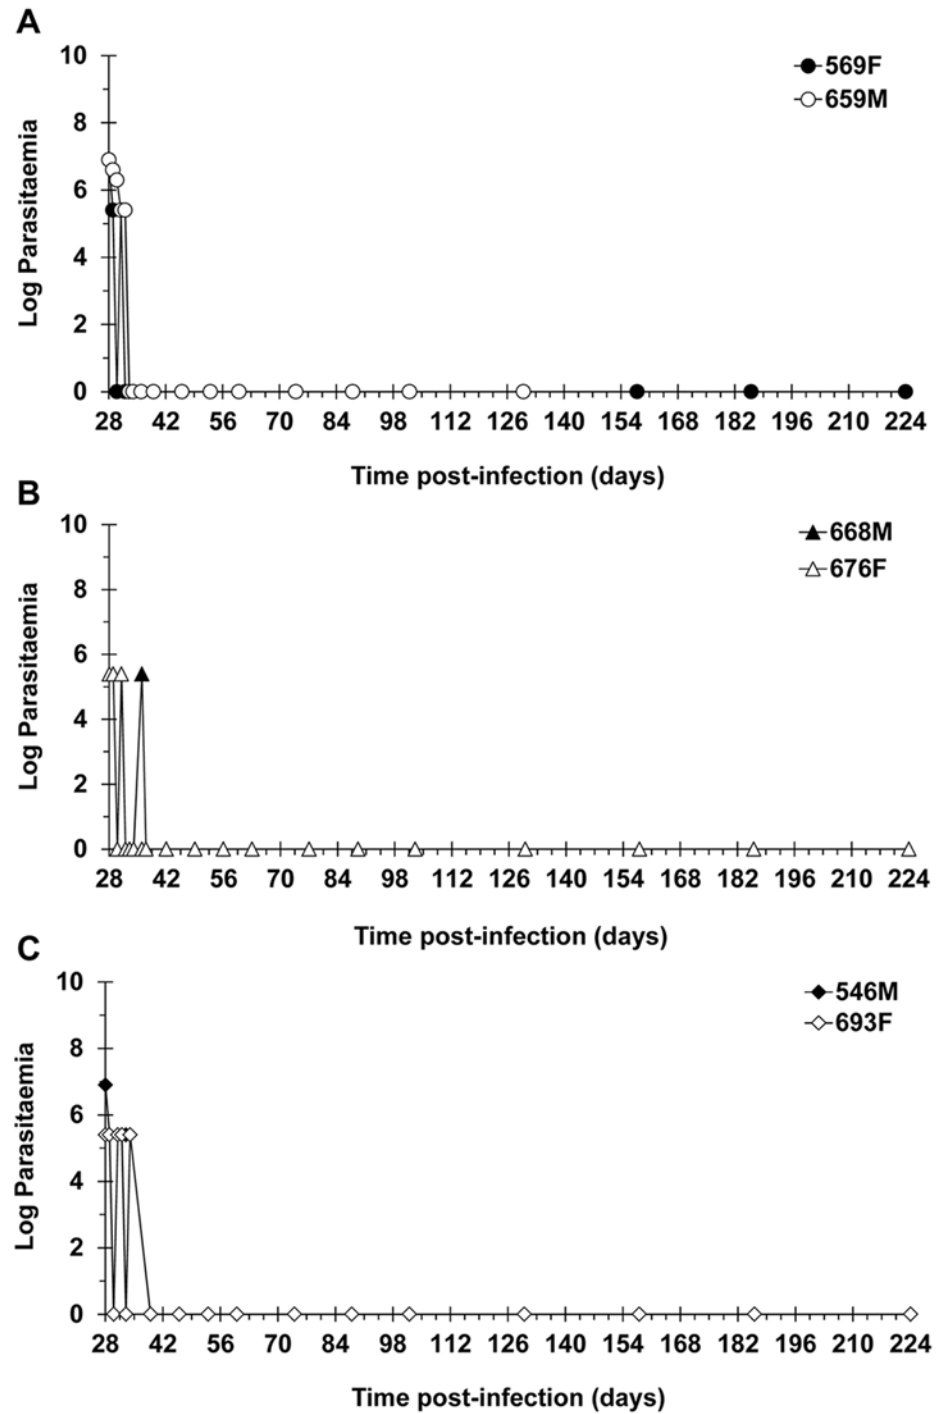 A
10
569F
659M
8
6
4
2
0
Log Parasitaemia
28 42 56 70 84 98 112 126 140 154 168 182 196 210 224
Time post-infection (days)
B
10
668M
676F
8
6
4
2
0
Log Parasitaemia
28 42 56 70 84 98 112 126 140 154 168 182 196 210 224
Time post-infection (days)
C
10
546M
693F
8
6
4
2
0
Log Parasitaemia
28 42 56 70 84 98 112 126 140 154 168 182 196 210 224
Time post-infection (days)